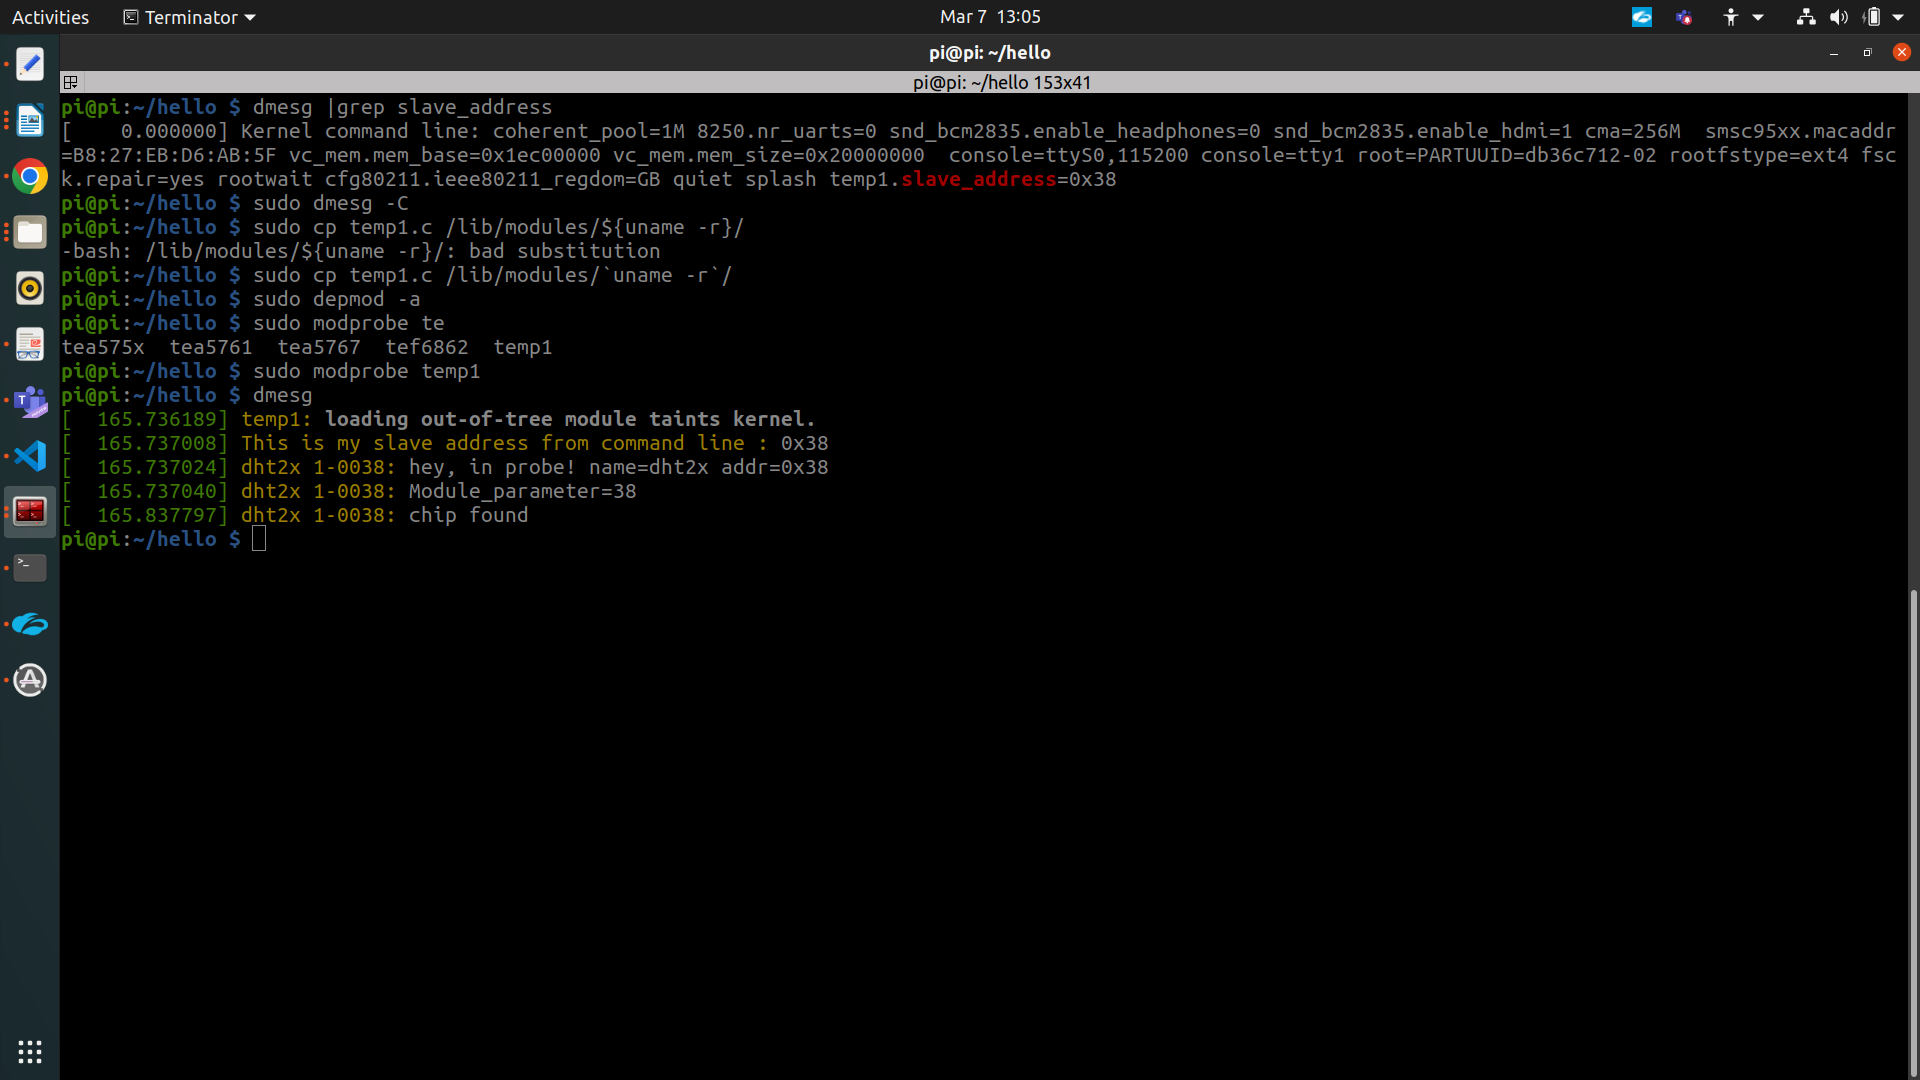 Activities
Terminator
Mar 7 13:05
pi@pi: ~/hello
pi@pi: ~/hello 153x41
pi@pi:~/hello $ dmesg |grep slave_address
[    0.000000] Kernel command line: coherent_pool=1M 8250.nr_uarts=0 snd_bcm2835.enable_headphones=0 snd_bcm2835.enable_hdmi=1 cma=256M  smsc95xx.macaddr
=B8:27:EB:D6:AB:5F vc_mem.mem_base=0x1ec00000 vc_mem.mem_size=0x20000000  console=ttyS0,115200 console=tty1 root=PARTUUID=db36c712-02 rootfstype=ext4 fsc
k.repair=yes rootwait cfg80211.ieee80211_regdom=GB quiet splash temp1.slave_address=0x38
pi@pi:~/hello $ sudo dmesg -C
pi@pi:~/hello $ sudo cp temp1.c /lib/modules/${uname -r}/
-bash: /lib/modules/${uname -r}/: bad substitution
pi@pi:~/hello $ sudo cp temp1.c /lib/modules/`uname -r`/
pi@pi:~/hello $ sudo depmod -a
pi@pi:~/hello $ sudo modprobe te
tea575x  tea5761  tea5767  tef6862  temp1
pi@pi:~/hello $ sudo modprobe temp1
pi@pi:~/hello $ dmesg
[  165.736189] temp1: loading out-of-tree module taints kernel.
[  165.737008] This is my slave address from command line : 0x38
[  165.737024] dht2x 1-0038: hey, in probe! name=dht2x addr=0x38
[  165.737040] dht2x 1-0038: Module_parameter=38
[  165.837797] dht2x 1-0038: chip found
pi@pi:~/hello $